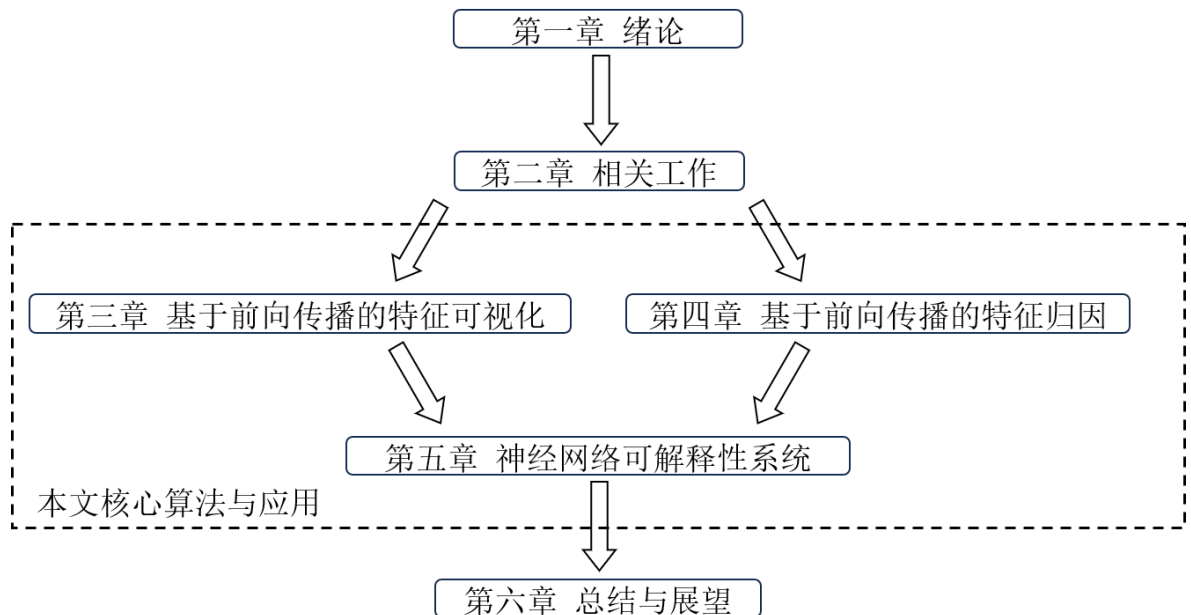 第一章 绪论
第二章 相关工作
第三章 基于前向传播的特征可视化
第四章 基于前向传播的特征归因
第五章 神经网络可解释性系统
本文核心算法与应用
第六章 总结与展望